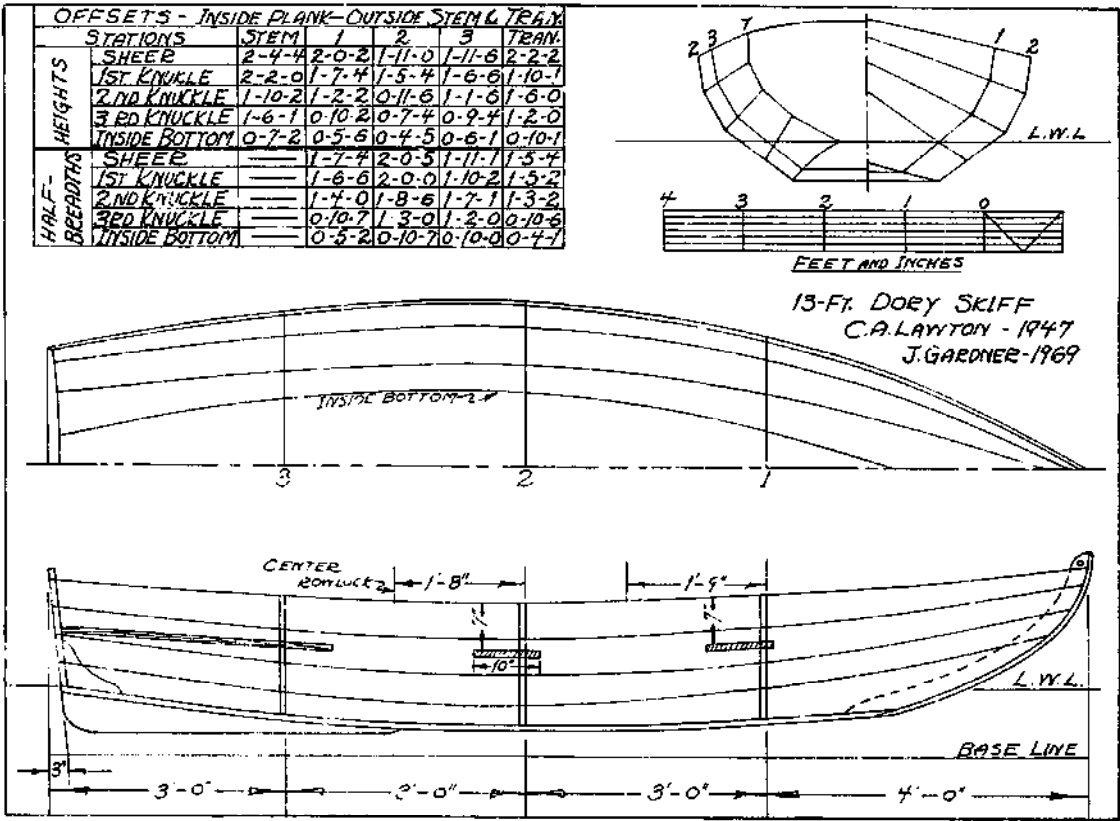 OFFSETS - INSIDE PLANK - OUTSIDE STEM & TRAN.
STATIONS STEM 1 2 3 TRAN.
HEIGHTS
SHEER 2-4-4 2-0-2 1-11-0 1-11-6 2-2-2
1ST KNUCKLE 2-2-0 1-7-4 1-5-4 1-6-6 1-10-1
2ND KNUCKLE 1-10-2 1-2-2 0-11-6 1-1-6 1-6-0
3RD KNUCKLE 1-6-1 0-10-2 0-7-4 0-9-4 1-2-0
INSIDE BOTTOM 0-7-2 0-5-6 0-4-5 0-6-1 0-10-1
HALF-BREADTHS
SHEER — 1-7-4 2-0-5 1-11-1 1-5-4
1ST KNUCKLE — 1-6-6 2-0-0 1-10-2 1-5-2
2ND KNUCKLE — 1-4-0 1-8-6 1-7-1 1-3-2
3RD KNUCKLE — 0-10-7 1-3-0 1-2-0 0-10-6
INSIDE BOTTOM — 0-5-2 0-10-7 0-10-0 0-4-1
2 3 T 1 2
L.W.L
4 3 2 1 0
FEET AND INCHES
13-FT. DORY SKIFF
C.A. LAWTON - 1947
J. GARDNER - 1969
INSIDE BOTTOM
3 2 1
CENTER
ROWLOCK
1'-8" 1'-9"
7" 7"
10"
L.W.L.
BASE LINE
3"
3'-0" 3'-0" 3'-0" 4'-0"